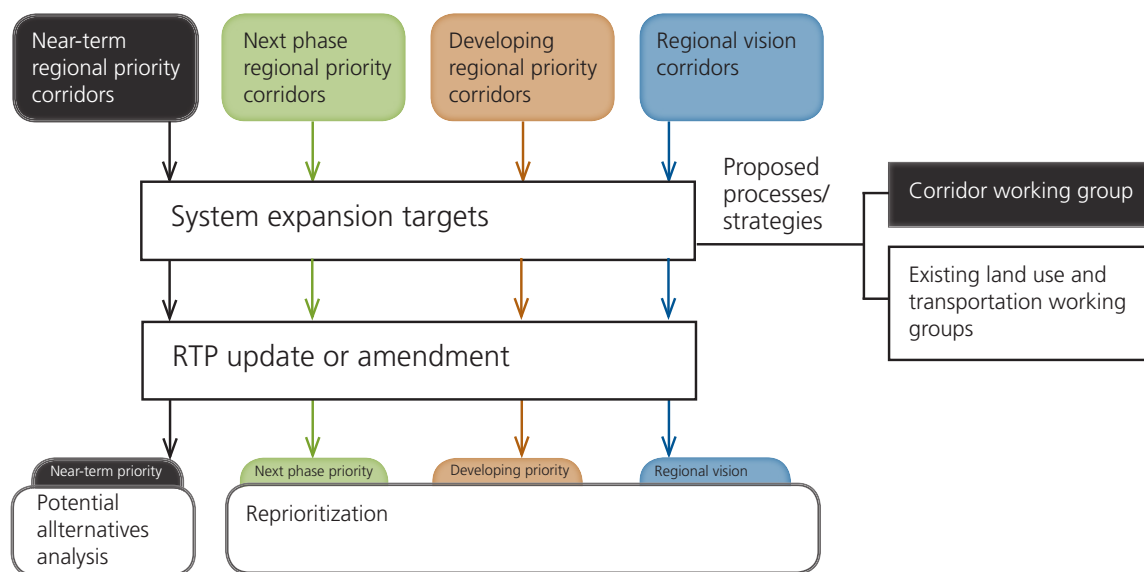 Near-term
regional priority
corridors
Next phase
regional priority
corridors
Developing
regional priority
corridors
Regional vision
corridors
System expansion targets
Proposed
processes/
strategies
Corridor working group
Existing land use and
transportation working
groups
RTP update or amendment
Near-term priority
Next phase priority
Developing priority
Regional vision
Potential
allternatives
analysis
Reprioritization